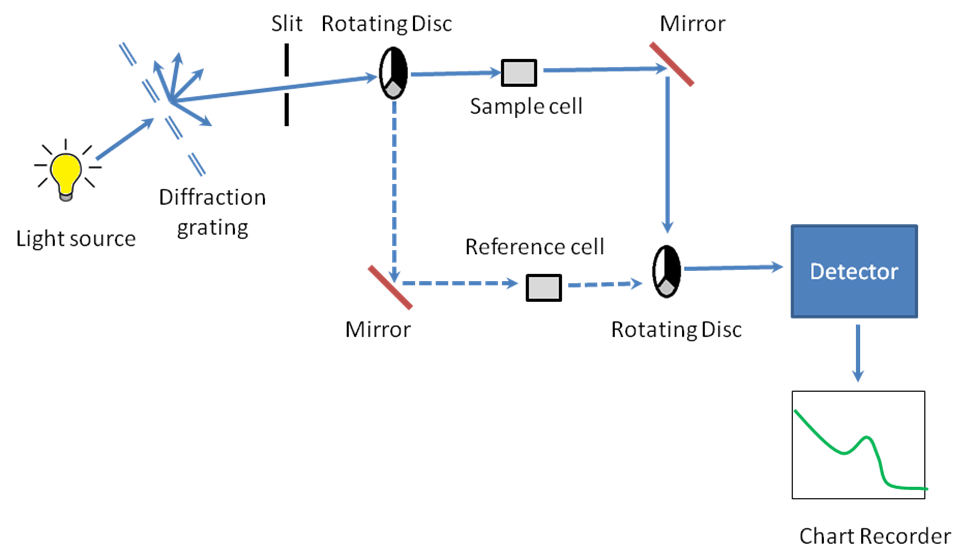 Slit
Rotating Disc
Mirror
Sample cell
Diffraction
grating
Light source
Reference cell
Detector
Mirror
Rotating Disc
Chart Recorder